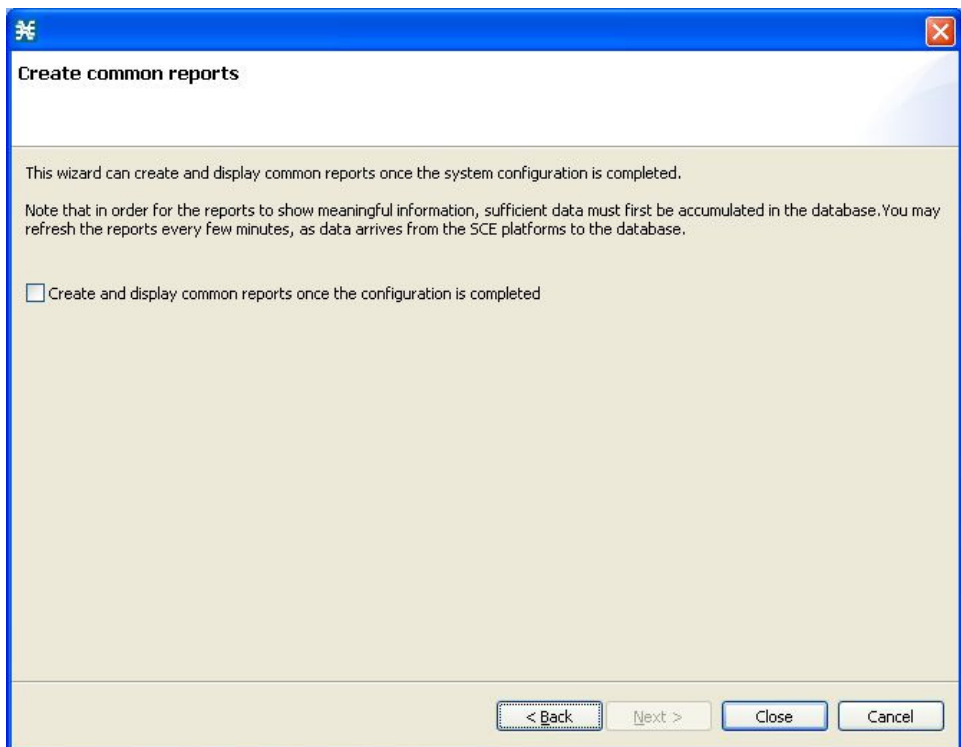 Create common reports
This wizard can create and display common reports once the system configuration is completed.
Note that in order for the reports to show meaningful information, sufficient data must first be accumulated in the database.You may
refresh the reports every few minutes, as data arrives from the SCE platforms to the database.
Create and display common reports once the configuration is completed
< Back
Next >
Close
Cancel